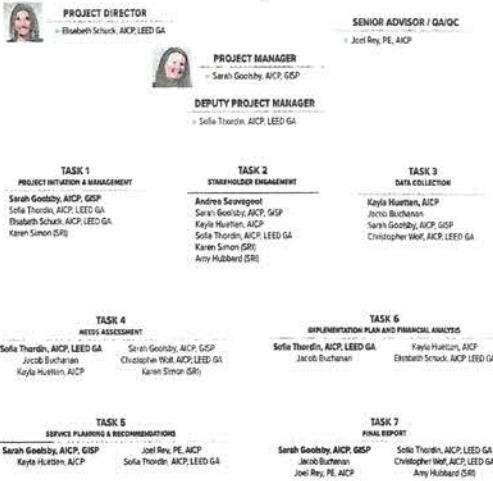 PROJECT DIRECTOR
Elisabeth Schuck, AICP, LEED GA
SENIOR ADVISOR / QA/QC
Joel Rey, PE, AICP
PROJECT MANAGER
Sarah Goolsby, AICP, GISP
DEPUTY PROJECT MANAGER
Sofia Thordin, AICP, LEED GA
TASK 1
PROJECT INITIATION & MANAGEMENT
Sarah Goolsby, AICP, GISP
Sofia Thordin, AICP, LEED GA
Elisabeth Schuck, AICP, LEED GA
Karen Simon (SRI)
TASK 2
STAKEHOLDER ENGAGEMENT
Andrea Sauvageot
Sarah Goolsby, AICP, GISP
Kayla Huetten, AICP
Sofia Thordin, AICP, LEED GA
Karen Simon (SRI)
Amy Hubbard (SRI)
TASK 3
DATA COLLECTION
Kayla Huetten, AICP
Jacob Buchanan
Sarah Goolsby, AICP, GISP
Christopher Wolf, AICP, LEED GA
TASK 4
NEEDS ASSESSMENT
Sofia Thordin, AICP, LEED GA
Jacob Buchanan
Kayla Huetten, AICP
Sarah Goolsby, AICP, GISP
Christopher Wolf, AICP, LEED GA
Karen Simon (SRI)
TASK 6
IMPLEMENTATION PLAN AND FINANCIAL ANALYSIS
Sofia Thordin, AICP, LEED GA
Jacob Buchanan
Kayla Huetten, AICP
Elisabeth Schuck, AICP LEED GA
TASK 5
SERVICE PLANNING & RECOMMENDATIONS
Sarah Goolsby, AICP, GISP
Kayla Huetten, AICP
Joel Rey, PE, AICP
Sofia Thordin, AICP, LEED GA
TASK 7
FINAL REPORT
Sarah Goolsby, AICP, GISP
Jacob Buchanan
Joel Rey, PE, AICP
Sofia Thordin, AICP, LEED GA
Christopher Wolf, AICP, LEED GA
Amy Hubbard (SRI)